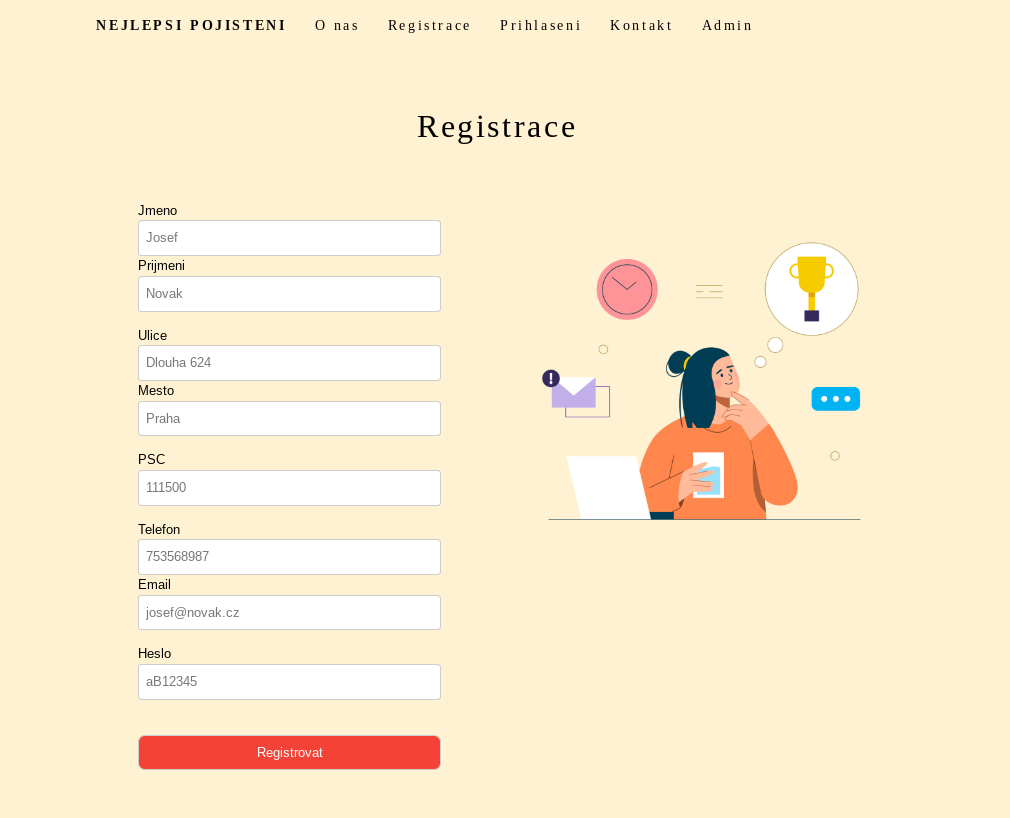 NEJLEPSI POJISTENI O nas Registrace Prihlaseni Kontakt Admin
Registrace
Jmeno
Josef
Prijmeni
Novak
Ulice
Dlouha 624
Mesto
Praha
PSC
111500
Telefon
753568987
Email
josef@novak.cz
Heslo
aB12345
Registrovat
!